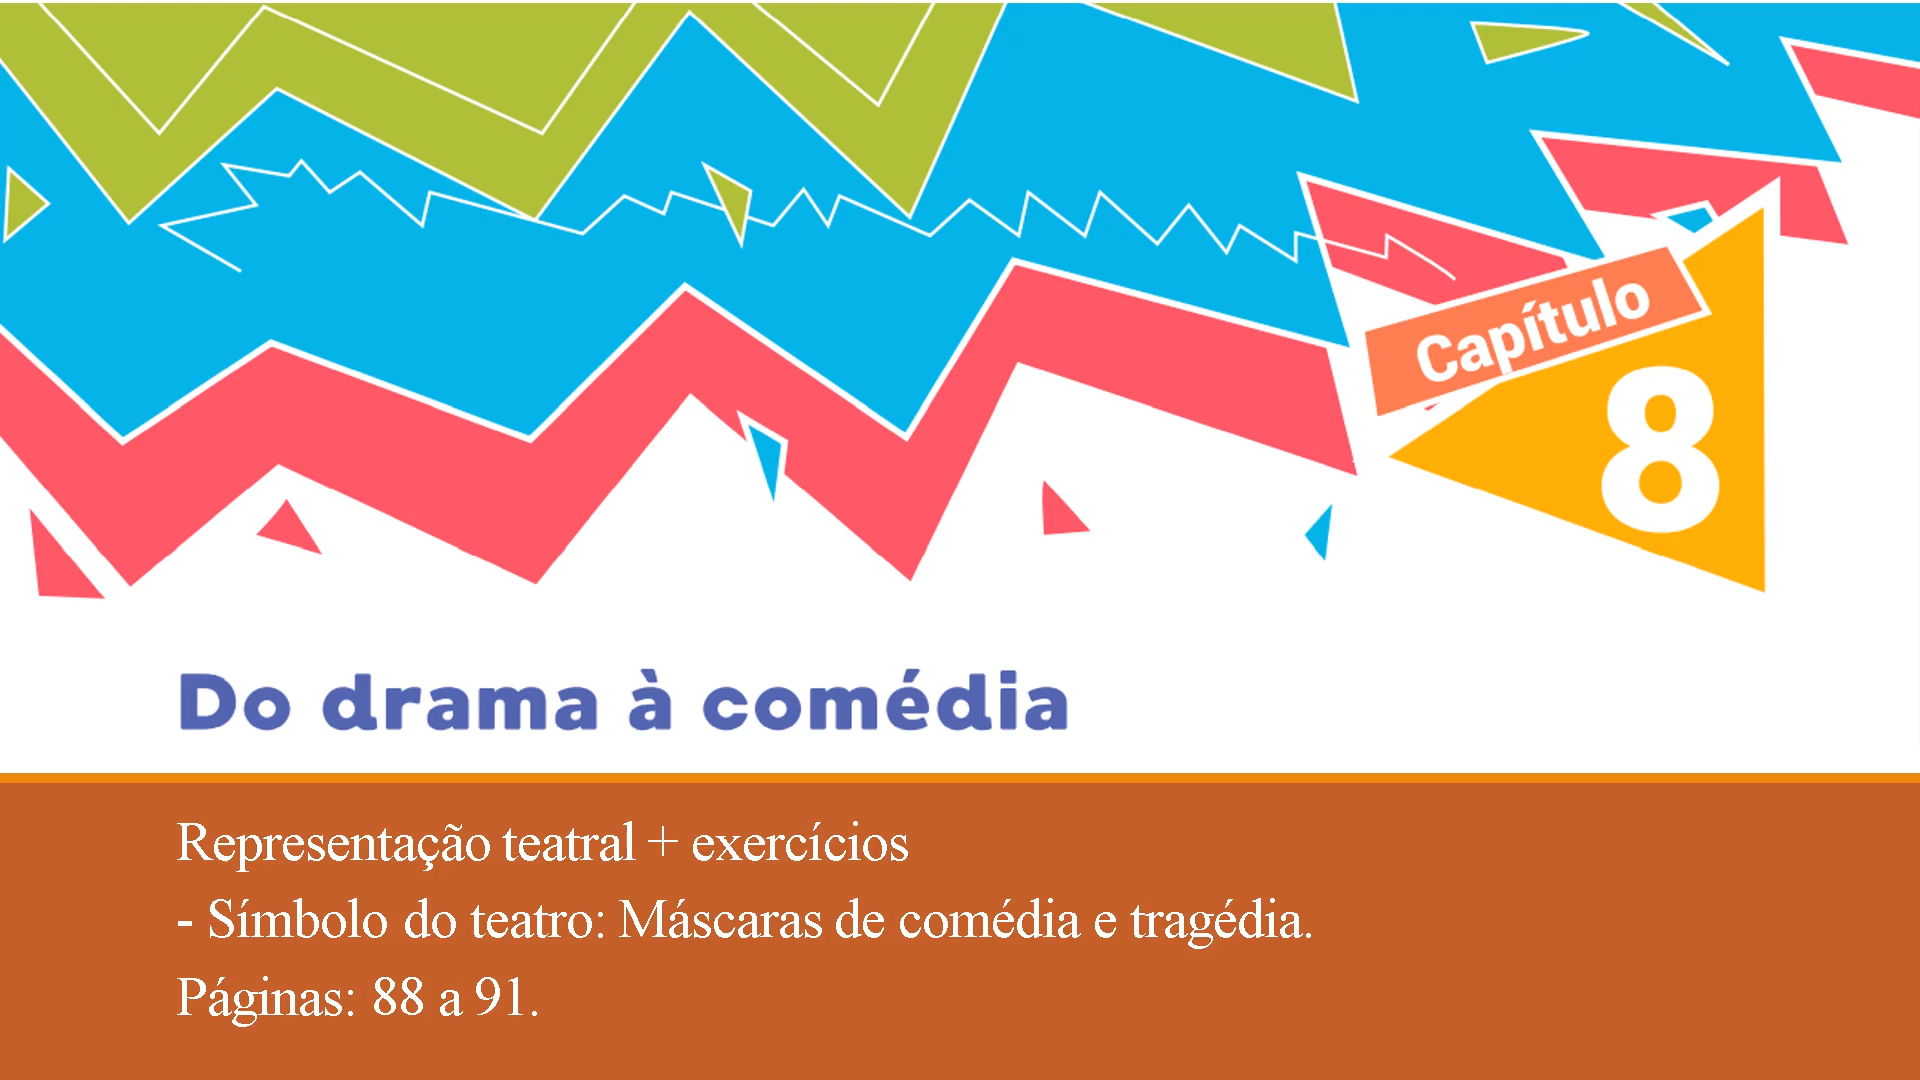 Capítulo
8
Do drama à comédia
Representação teatral + exercícios
- Símbolo do teatro: Máscaras de comédia e tragédia.
Páginas: 88 a 91.